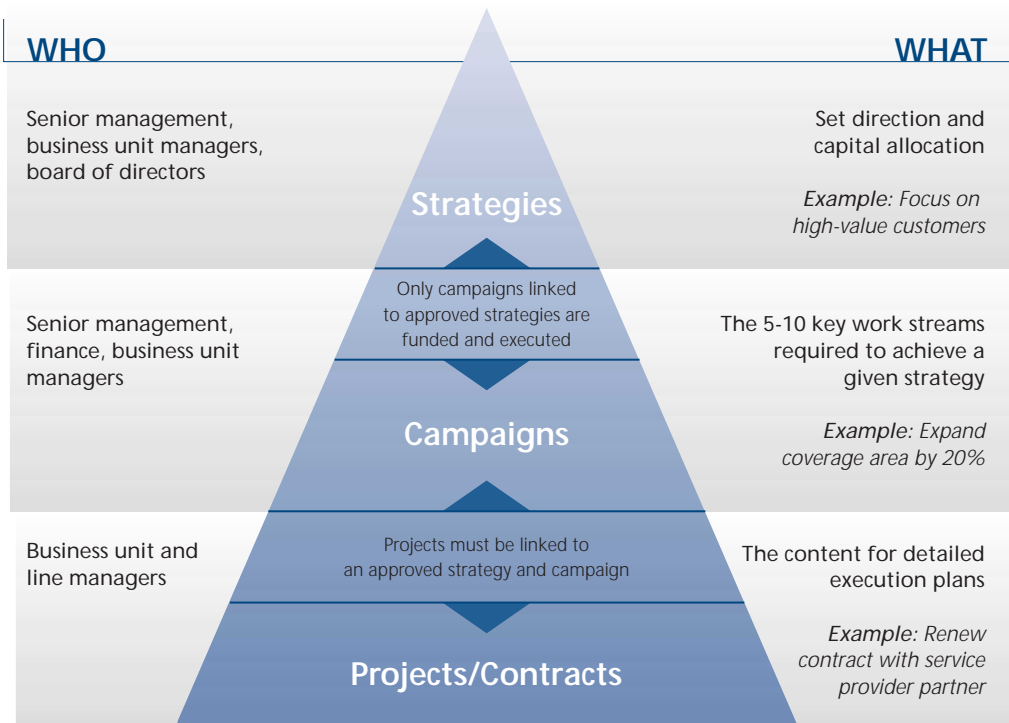 WHO
WHAT
Senior management,
business unit managers,
board of directors
Strategies
Set direction and
capital allocation
Example: Focus on
high-value customers
Only campaigns linked
to approved strategies are
funded and executed
Senior management,
finance, business unit
managers
Campaigns
The 5-10 key work streams
required to achieve a
given strategy
Example: Expand
coverage area by 20%
Projects must be linked to
an approved strategy and campaign
Business unit and
line managers
Projects/Contracts
The content for detailed
execution plans
Example: Renew
contract with service
provider partner